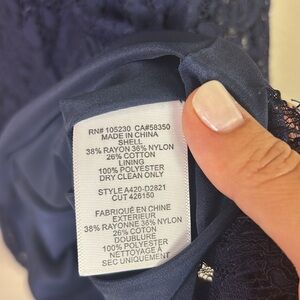 RN# 105230 CA#58350
MADE IN CHINA
SHELL
38% RAYON 36% NYLON
26% COTTON
LINING
100% POLYESTER
DRY CLEAN ONLY
STYLE A420-D2821
CUT 426150
FABRIQUÉ EN CHINE
EXTERIEUR
38% RAYONNE 36% NYLON
26% COTON
DOUBLURE
100% POLYESTER
NETTOYAGE À
SEC UNIQUEMENT